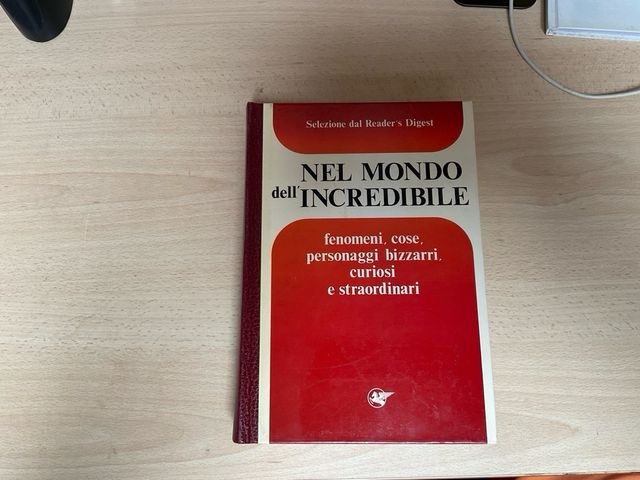 Selezione dal Reader's Digest
NEL MONDO
dell'INCREDIBILE
fenomeni, cose,
personaggi bizzarri,
curiosi
e straordinari